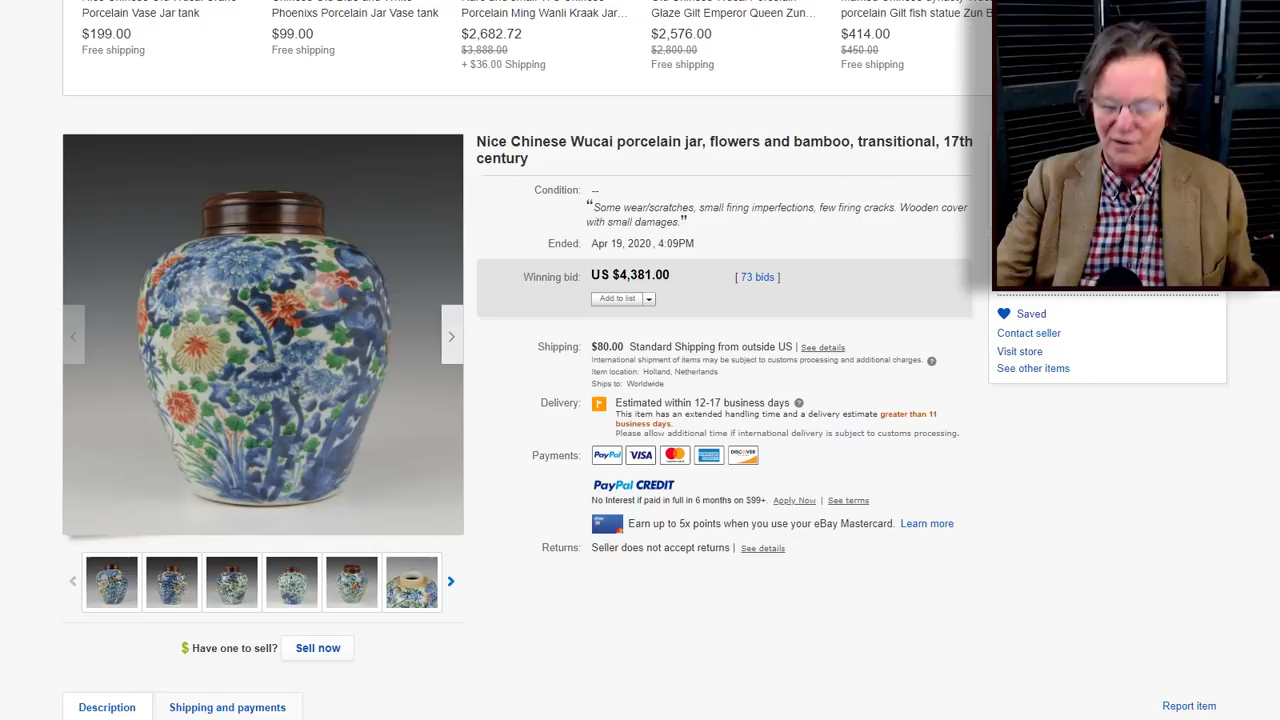 Porcelain Vase Jar tank
Phoenixs Porcelain Jar Vase tank
Porcelain Ming Wanli Kraak Jar...
Glaze Gilt Emperor Queen Zun...
porcelain Gilt fish statue Zun B
$199.00
$99.00
$2,682.72
$2,576.00
$414.00
Free shipping
Free shipping
$3,888.00
$2,800.00
$450.00
+ $36.00 Shipping
Free shipping
Free shipping
Nice Chinese Wucai porcelain jar, flowers and bamboo, transitional, 17th
century
Condition: --
“Some wear/scratches, small firing imperfections, few firing cracks. Wooden cover
with small damages.”
Ended: Apr 19, 2020 , 4:09PM
Winning bid: US $4,381.00 [ 73 bids ]
Add to list
Saved
Contact seller
Visit store
See other items
Shipping: $80.00 Standard Shipping from outside US | See details
International shipment of items may be subject to customs processing and additional charges. ?
Item location: Holland, Netherlands
Ships to: Worldwide
Delivery: Estimated within 12-17 business days ?
This item has an extended handling time and a delivery estimate greater than 11
business days.
Please allow additional time if international delivery is subject to customs processing.
Payments: PayPal VISA MasterCard DISCOVER
PayPal CREDIT
No Interest if paid in full in 6 months on $99+. Apply Now | See terms
Earn up to 5x points when you use your eBay Mastercard. Learn more
Returns: Seller does not accept returns | See details
$ Have one to sell? Sell now
Description
Shipping and payments
Report item